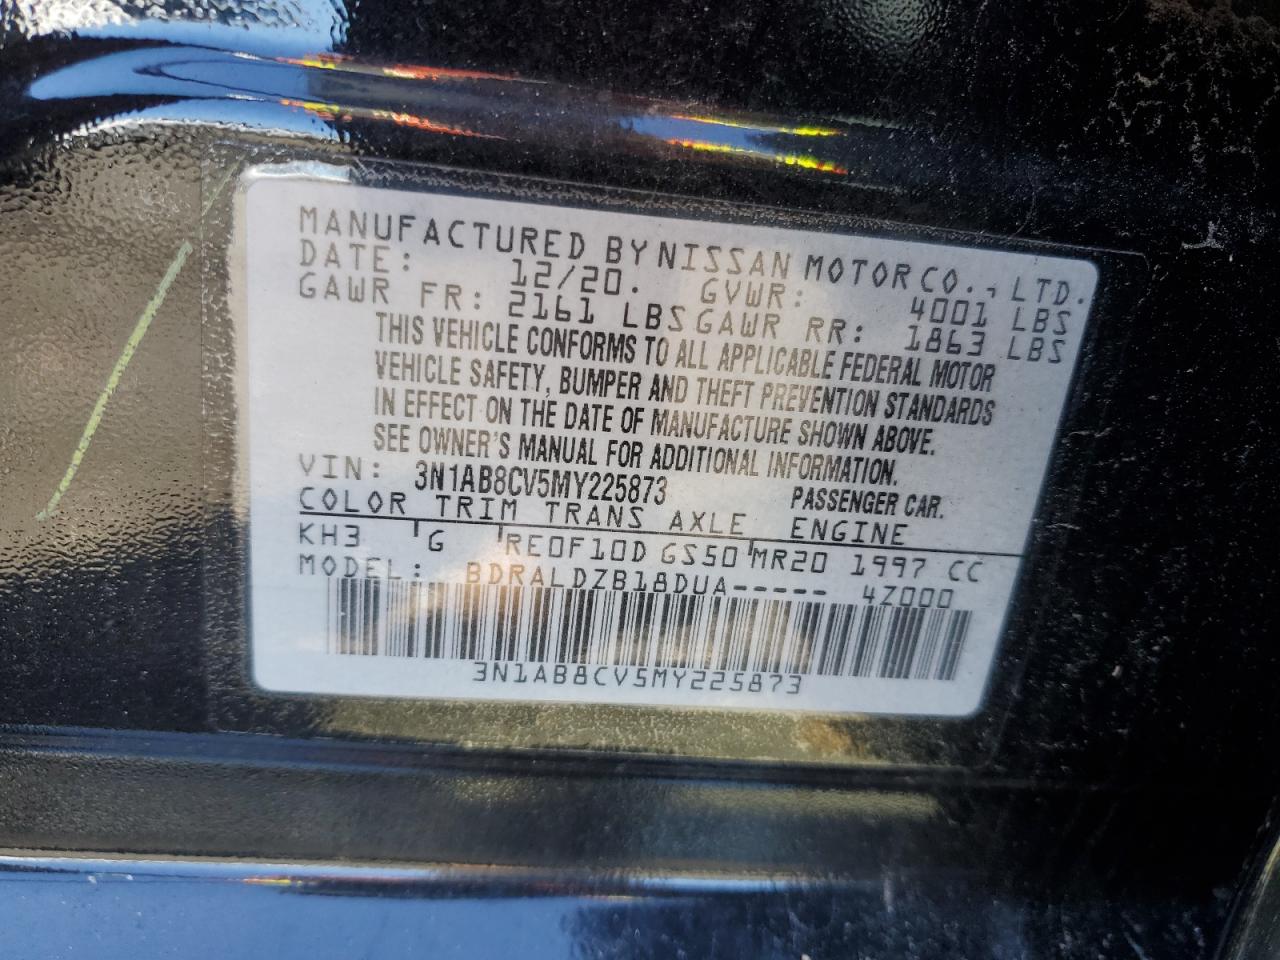 MANUFACTURED BY NISSAN MOTOR CO., LTD.
DATE: 12/20. GVWR: 4001 LBS
GAWR FR: 2161 LBS GAWR RR: 1863 LBS
THIS VEHICLE CONFORMS TO ALL APPLICABLE FEDERAL MOTOR
VEHICLE SAFETY, BUMPER AND THEFT PREVENTION STANDARDS
IN EFFECT ON THE DATE OF MANUFACTURE SHOWN ABOVE.
SEE OWNER'S MANUAL FOR ADDITIONAL INFORMATION.
VIN: 3N1AB8CV5MY225873 PASSENGER CAR.
COLOR TRIM TRANS AXLE ENGINE
KH3 G RE0F10D GS50 MR20 1997 CC
MODEL: BDRALDZB18DUA----- 4Z000
3N1AB8CV5MY225873